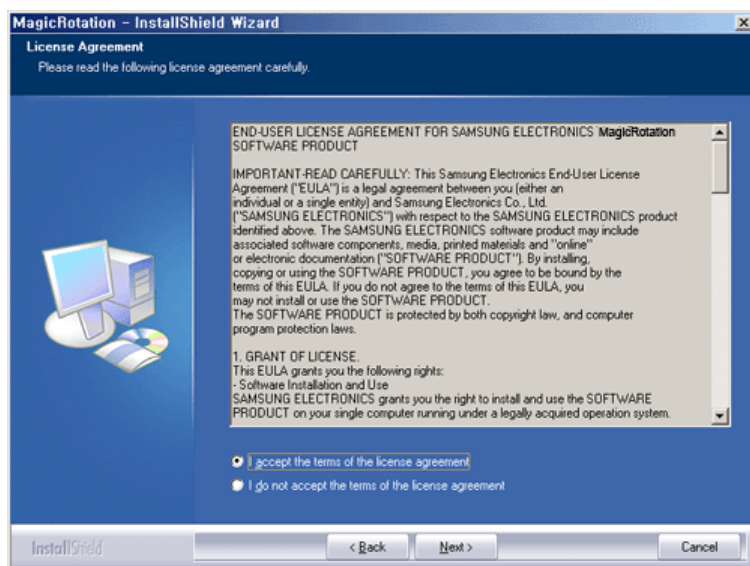 MagicRotation - InstallShield Wizard
License Agreement
Please read the following license agreement carefully.
END-USER LICENSE AGREEMENT FOR SAMSUNG ELECTRONICS MagicRotation
SOFTWARE PRODUCT
IMPORTANT-READ CAREFULLY: This Samsung Electronics End-User License
Agreement ("EULA") is a legal agreement between you (either an
individual or a single entity) and Samsung Electronics Co., Ltd.
("SAMSUNG ELECTRONICS") with respect to the SAMSUNG ELECTRONICS product
identified above. The SAMSUNG ELECTRONICS software product may include
associated software components, media, printed materials and "online"
or electronic documentation ("SOFTWARE PRODUCT"). By installing,
copying or using the SOFTWARE PRODUCT, you agree to be bound by the
terms of this EULA. If you do not agree to the terms of this EULA, you
may not install or use the SOFTWARE PRODUCT.
The SOFTWARE PRODUCT is protected by both copyright law, and computer
program protection laws.
1. GRANT OF LICENSE.
This EULA grants you the following rights:
- Software Installation and Use
SAMSUNG ELECTRONICS grants you the right to install and use the SOFTWARE
PRODUCT on your single computer running under a legally acquired operation system.
I accept the terms of the license agreement
I do not accept the terms of the license agreement
InstallShield
< Back
Next >
Cancel